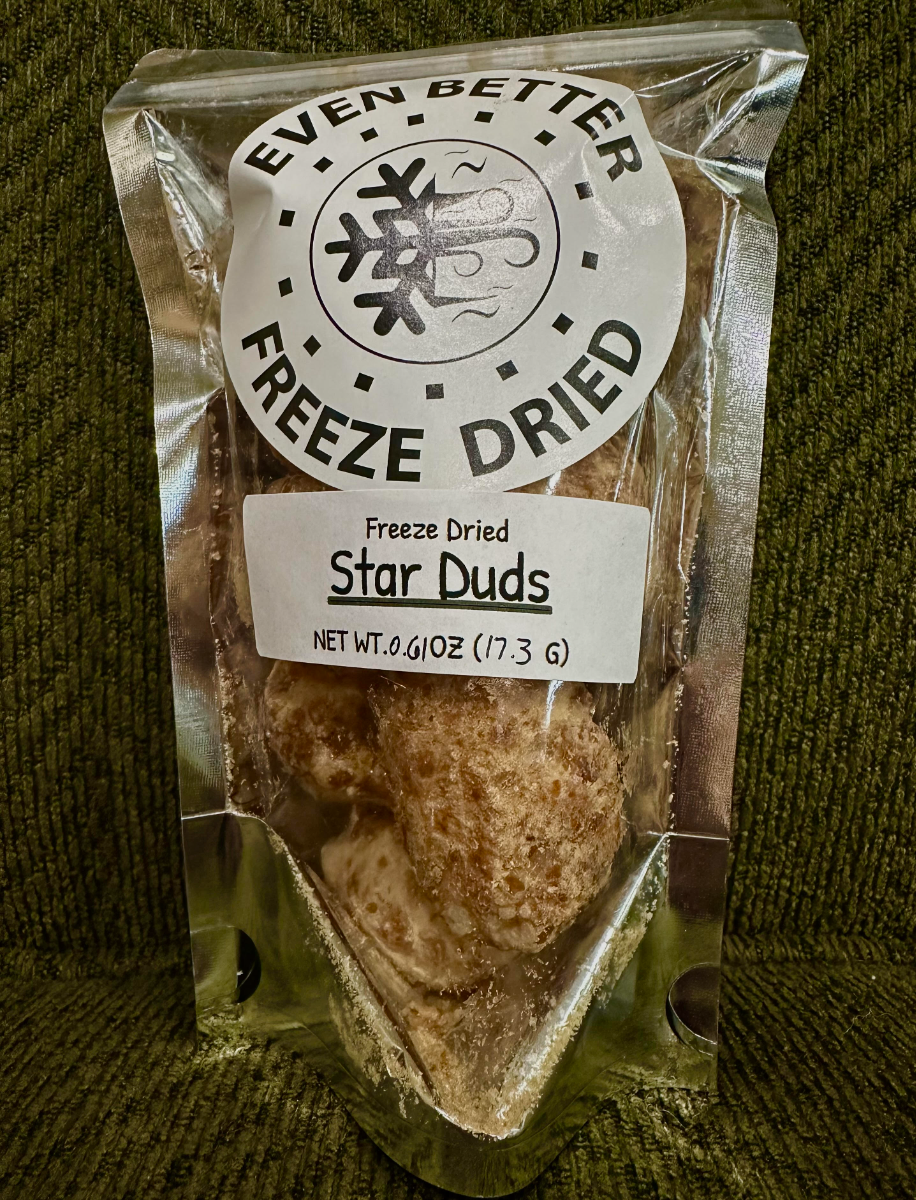 EVEN BETTER
FREEZE DRIED
Freeze Dried
Star Duds
NET WT.0.61OZ (17.3 G)